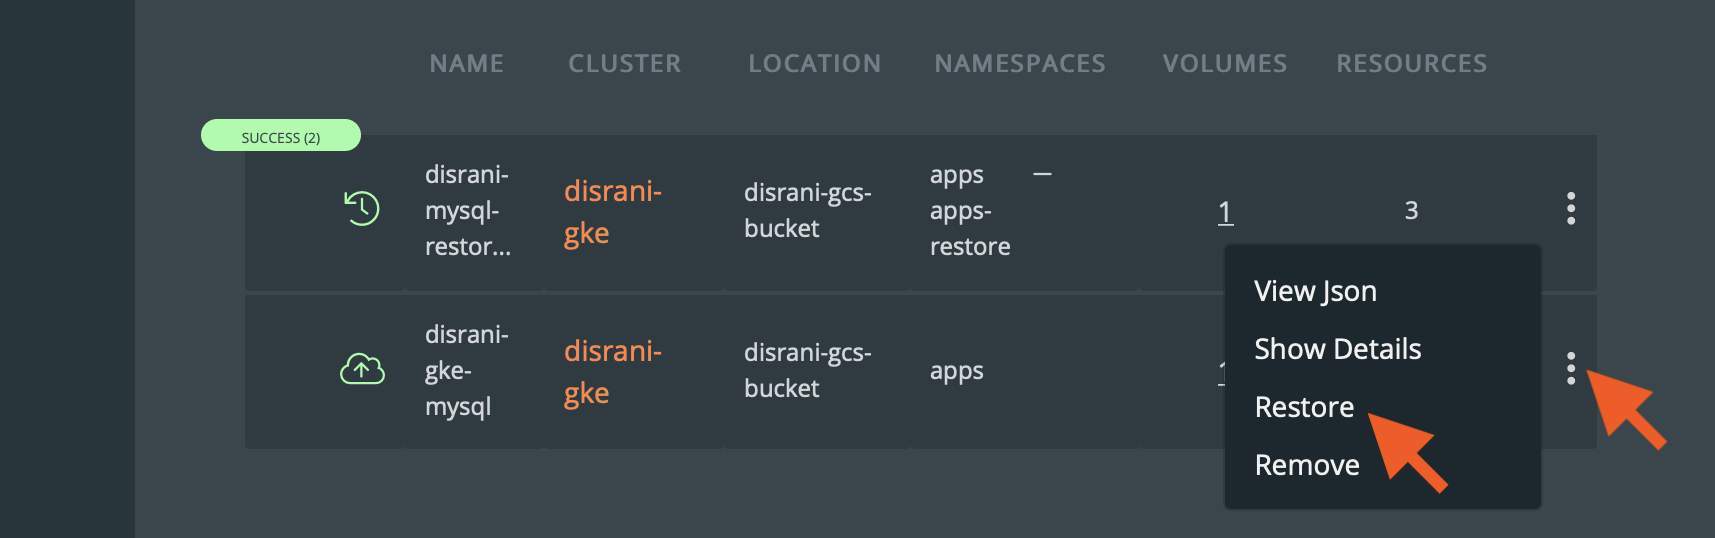 NAME CLUSTER LOCATION NAMESPACES VOLUMES RESOURCES
SUCCESS (2)
disrani-
mysql-
restor...
disrani-
gke
disrani-gcs-
bucket
apps —
apps-
restore
1
3
disrani-
gke-
mysql
disrani-
gke
disrani-gcs-
bucket
apps
View Json
Show Details
Restore
Remove